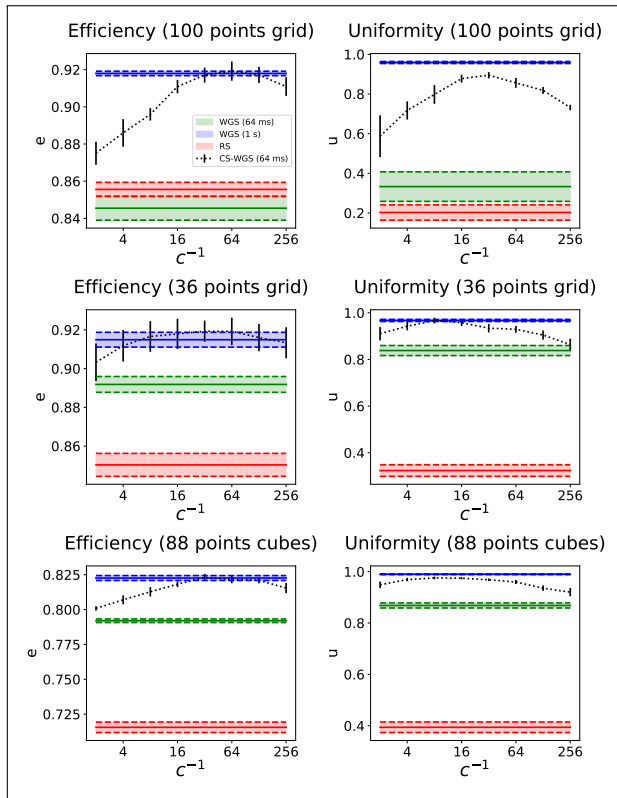 Efficiency (100 points grid)
Uniformity (100 points grid)
0.92
0.90
0.88
0.86
0.84
e
WGS (64 ms)
WGS (1 s)
RS
CS-WGS (64 ms)
4 16 64 256
c⁻¹
1.0
0.8
0.6
0.4
0.2
u
4 16 64 256
c⁻¹
Efficiency (36 points grid)
Uniformity (36 points grid)
0.92
0.90
0.88
0.86
e
4 16 64 256
c⁻¹
1.0
0.8
0.6
0.4
u
4 16 64 256
c⁻¹
Efficiency (88 points cubes)
Uniformity (88 points cubes)
0.825
0.800
0.775
0.750
0.725
e
4 16 64 256
c⁻¹
1.0
0.8
0.6
0.4
u
4 16 64 256
c⁻¹